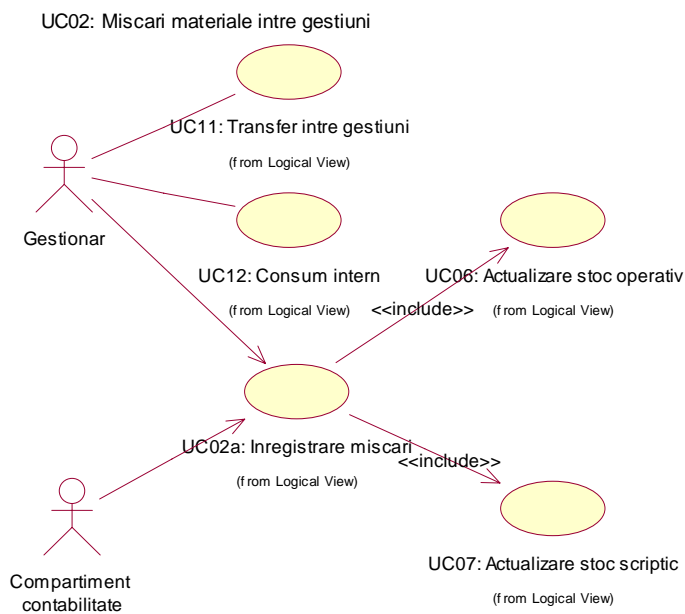 UC02: Miscari materiale intre gestiuni
UC11: Transfer intre gestiuni
(from Logical View)
Gestionar
UC12: Consum intern
(from Logical View)
UC06: Actualizare stoc operativ
(from Logical View)
<<include>>
UC02a: Inregistrare miscari
(from Logical View)
<<include>>
Compartiment
contabilitate
UC07: Actualizare stoc scriptic
(from Logical View)